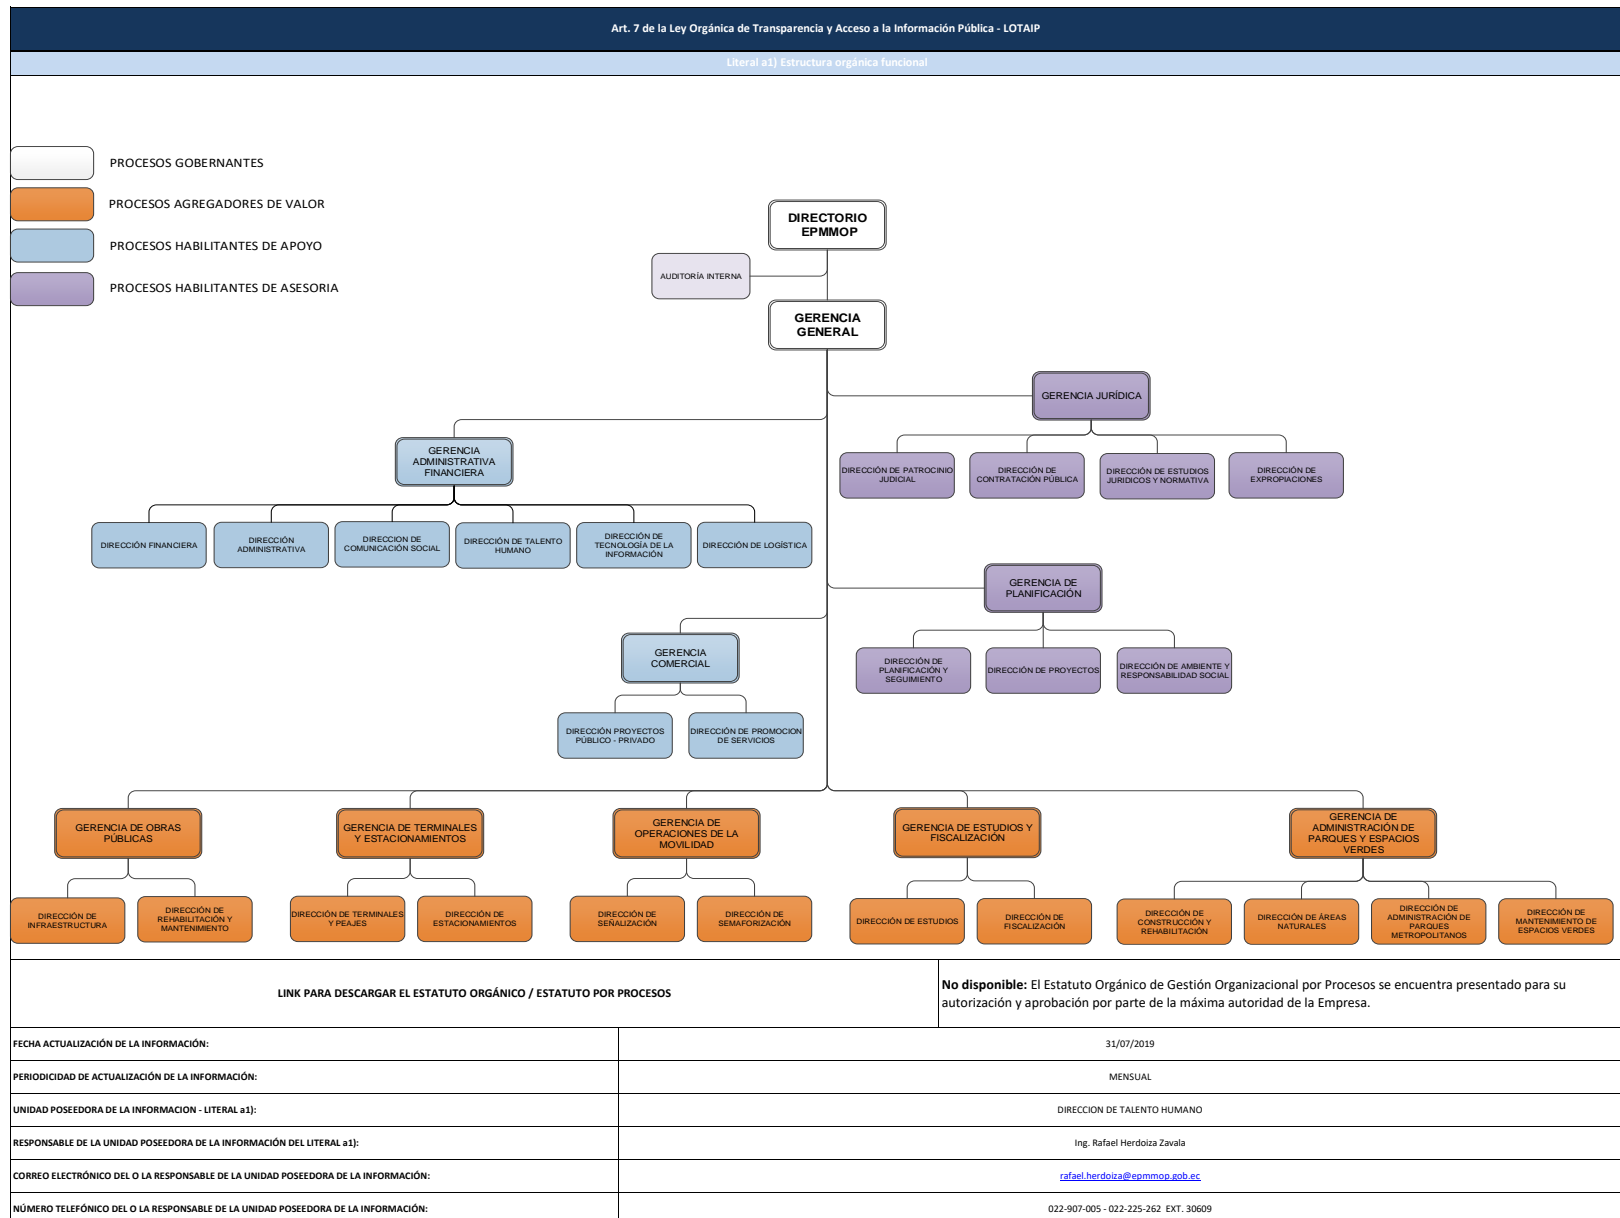 Art. 7 de la Ley Orgánica de Transparencia y Acceso a la Información Pública - LOTAIP
Literal a1) Estructura orgánica funcional
PROCESOS GOBERNANTES
PROCESOS AGREGADORES DE VALOR
PROCESOS HABILITANTES DE APOYO
PROCESOS HABILITANTES DE ASESORIA
DIRECTORIO
EPMMOP
AUDITORÍA INTERNA
GERENCIA
GENERAL
GERENCIA JURÍDICA
DIRECCIÓN DE PATROCINIO
JUDICIAL
DIRECCIÓN DE
CONTRATACIÓN PÚBLICA
DIRECCIÓN DE ESTUDIOS
JURIDICOS Y NORMATIVA
DIRECCIÓN DE
EXPROPIACIONES
GERENCIA
ADMINISTRATIVA
FINANCIERA
DIRECCIÓN FINANCIERA
DIRECCIÓN
ADMINISTRATIVA
DIRECCION DE
COMUNICACIÓN SOCIAL
DIRECCIÓN DE TALENTO
HUMANO
DIRECCIÓN DE
TECNOLOGÍA DE LA
INFORMACIÓN
DIRECCIÓN DE LOGÍSTICA
GERENCIA DE
PLANIFICACIÓN
DIRECCIÓN DE
PLANIFICACIÓN Y
SEGUIMIENTO
DIRECCIÓN DE PROYECTOS
DIRECCIÓN DE AMBIENTE Y
RESPONSABILIDAD SOCIAL
GERENCIA
COMERCIAL
DIRECCIÓN PROYECTOS
PÚBLICO - PRIVADO
DIRECCIÓN DE PROMOCION
DE SERVICIOS
GERENCIA DE OBRAS
PÚBLICAS
GERENCIA DE TERMINALES
Y ESTACIONAMIENTOS
GERENCIA DE
OPERACIONES DE LA
MOVILIDAD
GERENCIA DE ESTUDIOS Y
FISCALIZACIÓN
GERENCIA DE
ADMINISTRACIÓN DE
PARQUES Y ESPACIOS
VERDES
DIRECCIÓN DE
INFRAESTRUCTURA
DIRECCIÓN DE
REHABILITACIÓN Y
MANTENIMIENTO
DIRECCIÓN DE TERMINALES
Y PEAJES
DIRECCIÓN DE
ESTACIONAMIENTOS
DIRECCIÓN DE
SEÑALIZACIÓN
DIRECCIÓN DE
SEMAFORIZACIÓN
DIRECCIÓN DE ESTUDIOS
DIRECCIÓN DE
FISCALIZACIÓN
DIRECCIÓN DE
CONSTRUCCIÓN Y
REHABILITACIÓN
DIRECCIÓN DE ÁREAS
NATURALES
DIRECCIÓN DE
ADMINISTRACIÓN DE
PARQUES
METROPOLITANOS
DIRECCIÓN DE
MANTENIMIENTO DE
ESPACIOS VERDES
LINK PARA DESCARGAR EL ESTATUTO ORGÁNICO / ESTATUTO POR PROCESOS
No disponible: El Estatuto Orgánico de Gestión Organizacional por Procesos se encuentra presentado para su
autorización y aprobación por parte de la máxima autoridad de la Empresa.
FECHA ACTUALIZACIÓN DE LA INFORMACIÓN:
31/07/2019
PERIODICIDAD DE ACTUALIZACIÓN DE LA INFORMACIÓN:
MENSUAL
UNIDAD POSEEDORA DE LA INFORMACION - LITERAL a1):
DIRECCION DE TALENTO HUMANO
RESPONSABLE DE LA UNIDAD POSEEDORA DE LA INFORMACIÓN DEL LITERAL a1):
Ing. Rafael Herdoiza Zavala
CORREO ELECTRÓNICO DEL O LA RESPONSABLE DE LA UNIDAD POSEEDORA DE LA INFORMACIÓN:
rafael.herdoiza@epmmop.gob.ec
NÚMERO TELEFÓNICO DEL O LA RESPONSABLE DE LA UNIDAD POSEEDORA DE LA INFORMACIÓN:
022-907-005 - 022-225-262 EXT. 30609